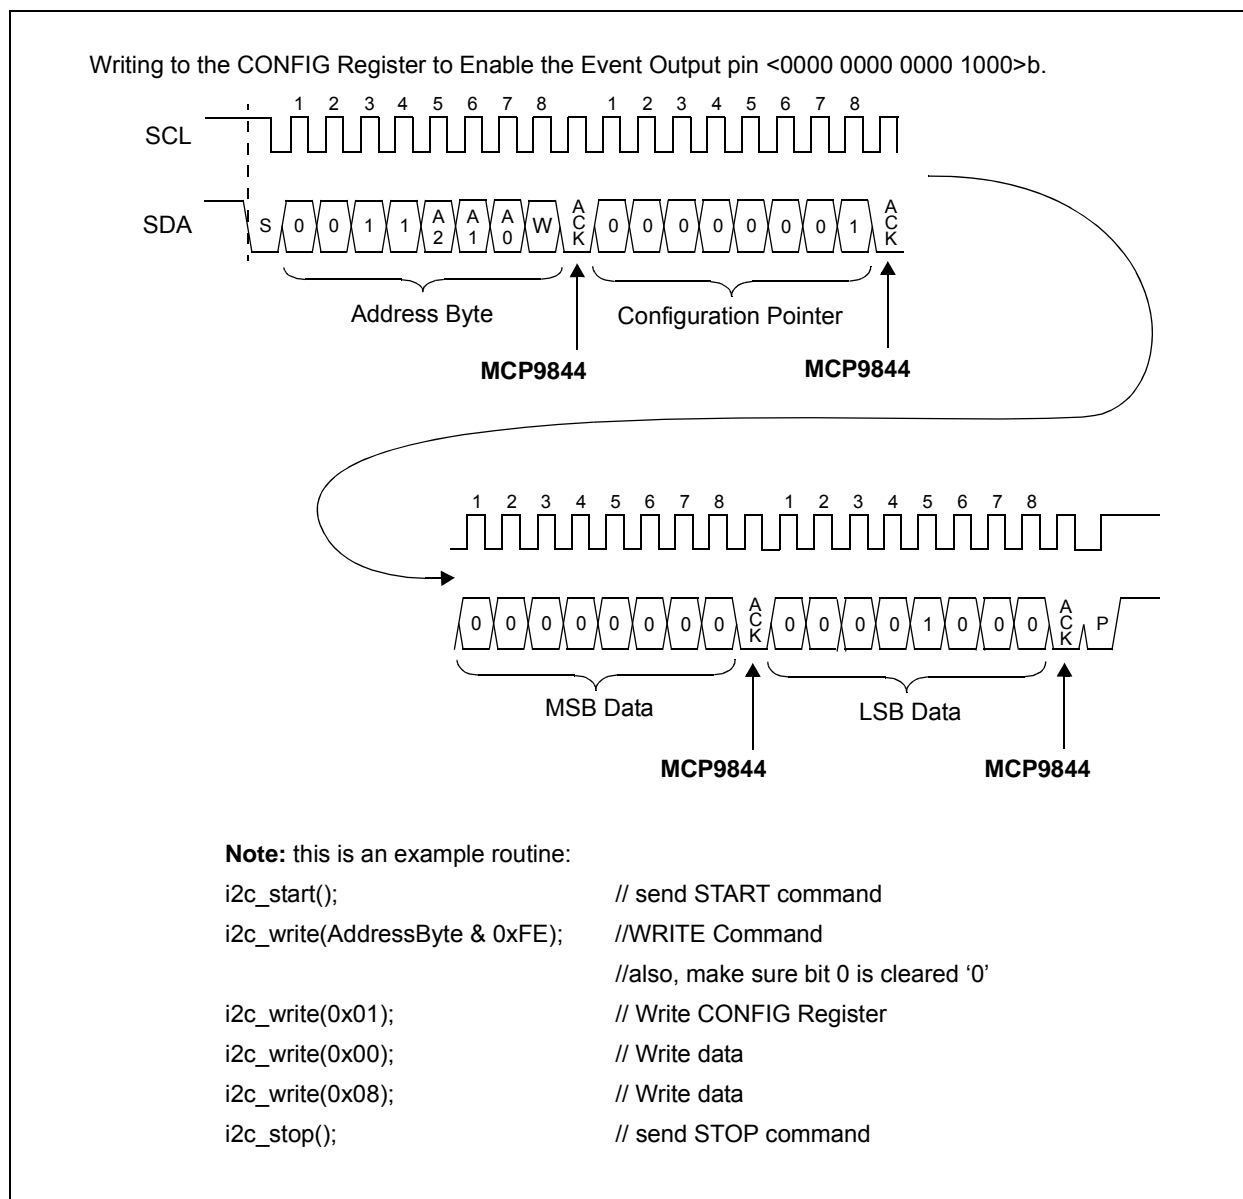 Writing to the CONFIG Register to Enable the Event Output pin <0000 0000 0000 1000>b.
1 2 3 4 5 6 7 8 1 2 3 4 5 6 7 8
SCL
SDA S 0 0 1 1 A2 A1 A0 W ACK 0 0 0 0 0 0 0 1 ACK
Address Byte Configuration Pointer
MCP9844 MCP9844
1 2 3 4 5 6 7 8 1 2 3 4 5 6 7 8
0 0 0 0 0 0 0 0 ACK 0 0 0 0 1 0 0 0 ACK P
MSB Data LSB Data
MCP9844 MCP9844
Note: this is an example routine:
i2c_start(); // send START command
i2c_write(AddressByte & 0xFE); //WRITE Command
//also, make sure bit 0 is cleared ‘0’
i2c_write(0x01); // Write CONFIG Register
i2c_write(0x00); // Write data
i2c_write(0x08); // Write data
i2c_stop(); // send STOP command